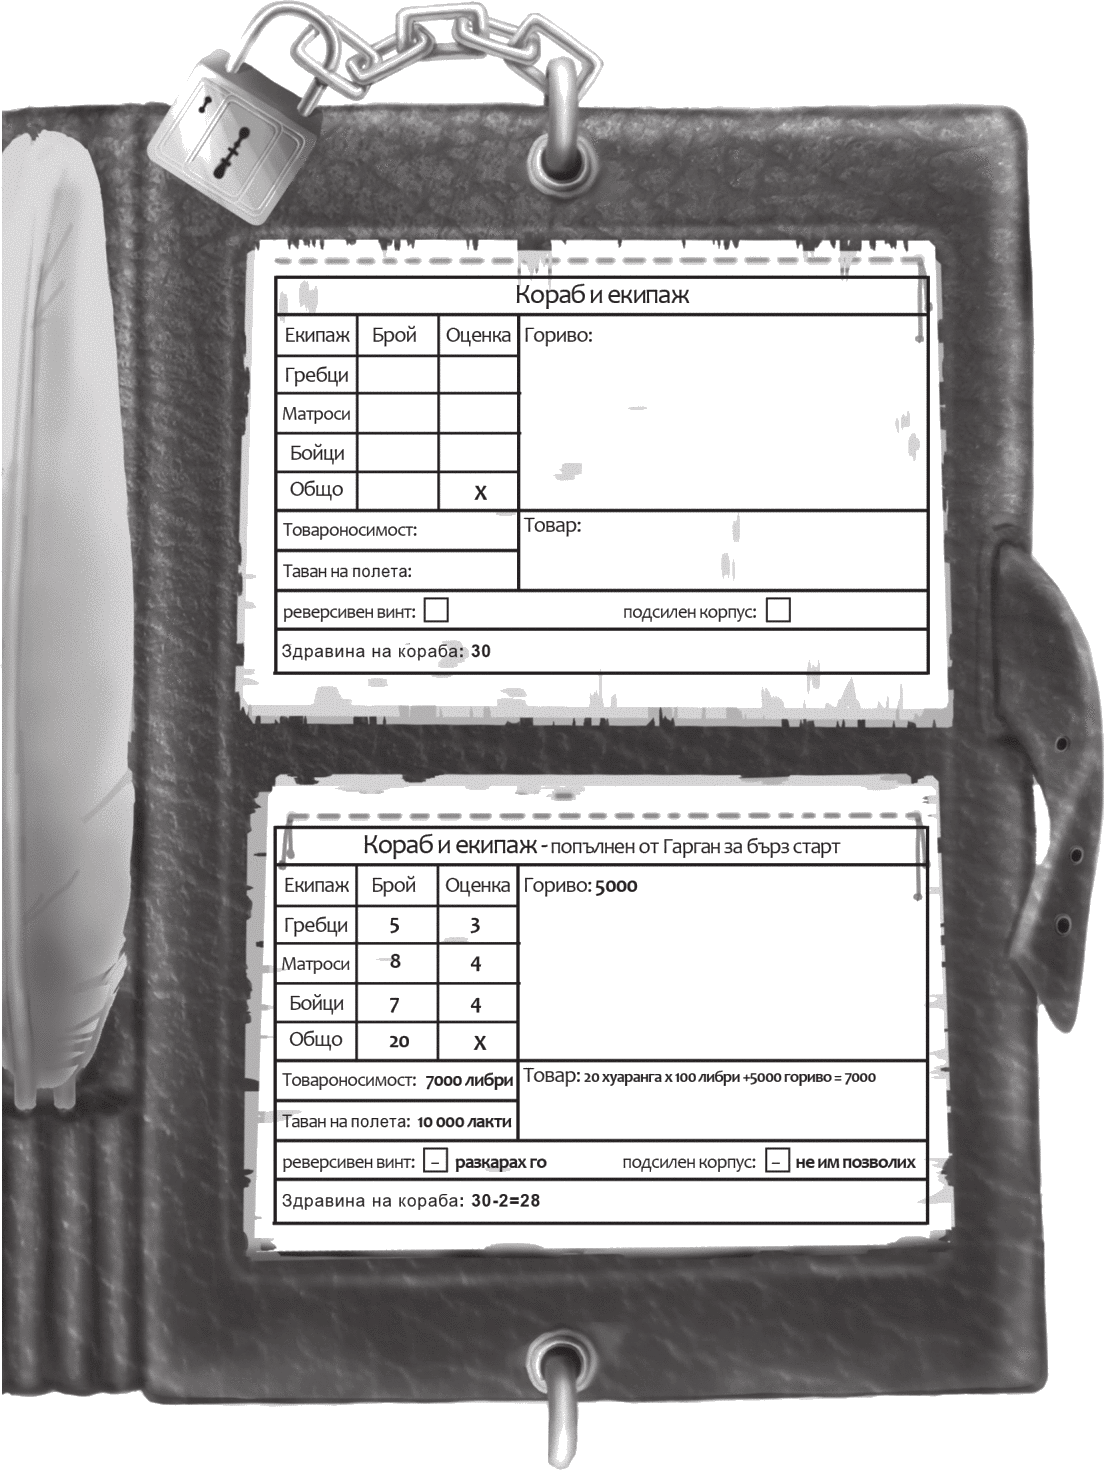 Кораб и екипаж
Екипаж Брой Оценка Гориво:
Гребци
Матроси
Бойци
Общо X
Товароносимост: Товар:
Таван на полета:
реверсивен винт: подсилен корпус:
Здравина на кораба: 30
Кораб и екипаж - попълнен от Гарган за бърз старт
Екипаж Брой Оценка Гориво: 5000
Гребци 5 3
Матроси 8 4
Бойци 7 4
Общо 20 X
Товароносимост: 7000 либри Товар: 20 хуаранга x 100 либри +5000 гориво = 7000
Таван на полета: 10 000 лакти
реверсивен винт: – разкарах го подсилен корпус: – не им позволих
Здравина на кораба: 30-2=28